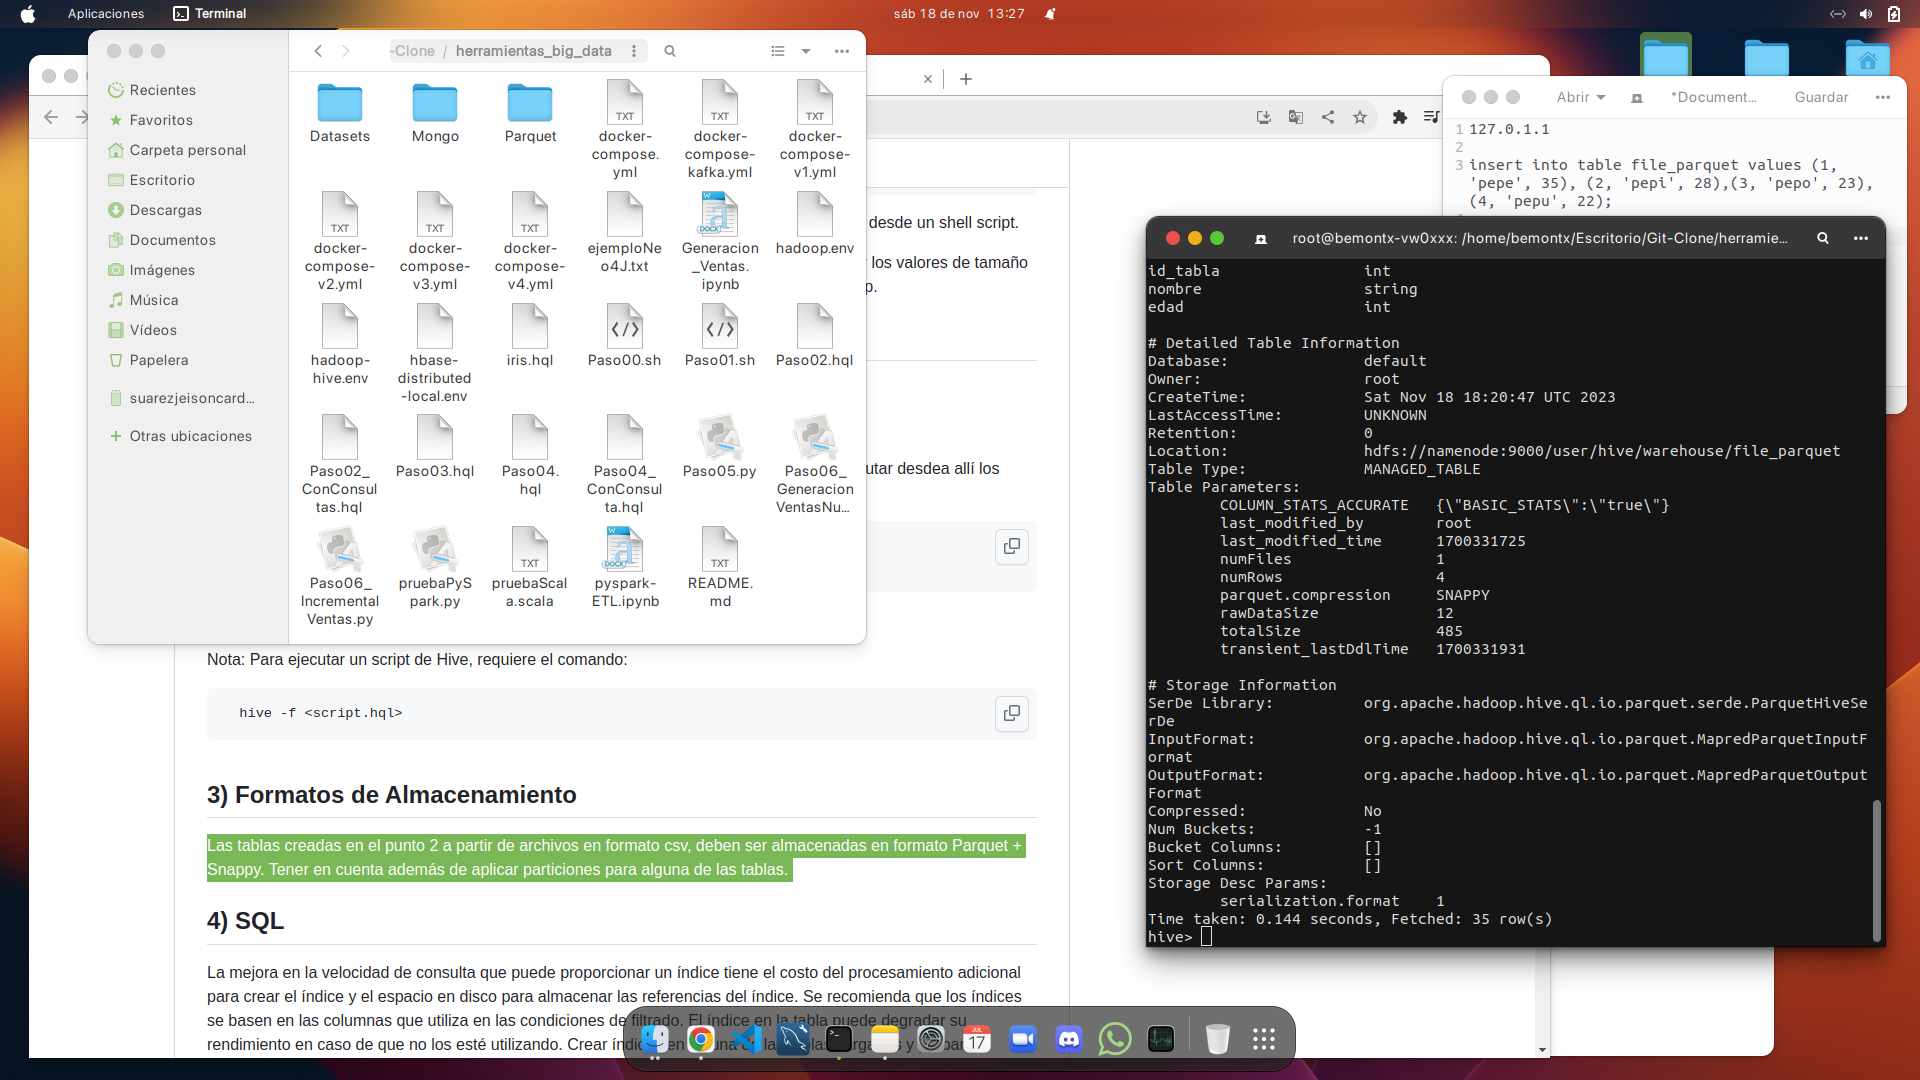 Aplicaciones
Terminal
sáb 18 de nov 13:27
-Clone / herramientas_big_data
Recientes
Favoritos
Carpeta personal
Escritorio
Descargas
Documentos
Imágenes
Música
Vídeos
Papelera
suarezjeisoncard...
Otras ubicaciones
Datasets
Mongo
Parquet
docker-compose.yml
docker-compose-kafka.yml
docker-compose-v1.yml
docker-compose-v2.yml
docker-compose-v3.yml
docker-compose-v4.yml
ejemploNeo4J.txt
Generacion_Ventas.ipynb
hadoop.env
hadoop-hive.env
hbase-distributed-local.env
iris.hql
Paso00.sh
Paso01.sh
Paso02.hql
Paso02_ConConsultas.hql
Paso03.hql
Paso04.hql
Paso04_ConConsulta.hql
Paso05.py
Paso06_GeneracionVentasNu...
Paso06_IncrementalVentas.py
pruebaPySpark.py
pruebaScala.scala
pyspark-ETL.ipynb
README.md
desde un shell script.
los valores de tamaño
p.
utar desdea allí los
Nota: Para ejecutar un script de Hive, requiere el comando:
hive -f <script.hql>
3) Formatos de Almacenamiento
Las tablas creadas en el punto 2 a partir de archivos en formato csv, deben ser almacenadas en formato Parquet +
Snappy. Tener en cuenta además de aplicar particiones para alguna de las tablas.
4) SQL
La mejora en la velocidad de consulta que puede proporcionar un índice tiene el costo del procesamiento adicional
para crear el índice y el espacio en disco para almacenar las referencias del índice. Se recomienda que los índices
se basen en las columnas que utiliza en las condiciones de filtrado. El índice en la tabla puede degradar su
rendimiento en caso de que no los esté utilizando. Crear índi
Abrir
*Document...
Guardar
1 127.0.1.1
2
3 insert into table file_parquet values (1,
'pepe', 35), (2, 'pepi', 28),(3, 'pepo', 23),
(4, 'pepu', 22);
root@bemontx-vw0xxx: /home/bemontx/Escritorio/Git-Clone/herramie...
id_tabla int
nombre string
edad int
# Detailed Table Information
Database: default
Owner: root
CreateTime: Sat Nov 18 18:20:47 UTC 2023
LastAccessTime: UNKNOWN
Retention: 0
Location: hdfs://namenode:9000/user/hive/warehouse/file_parquet
Table Type: MANAGED_TABLE
Table Parameters:
COLUMN_STATS_ACCURATE {\"BASIC_STATS\":\"true\"}
last_modified_by root
last_modified_time 1700331725
numFiles 1
numRows 4
parquet.compression SNAPPY
rawDataSize 12
totalSize 485
transient_lastDdlTime 1700331931
# Storage Information
SerDe Library: org.apache.hadoop.hive.ql.io.parquet.serde.ParquetHiveSe
rDe
InputFormat: org.apache.hadoop.hive.ql.io.parquet.MapredParquetInputF
ormat
OutputFormat: org.apache.hadoop.hive.ql.io.parquet.MapredParquetOutput
Format
Compressed: No
Num Buckets: -1
Bucket Columns: []
Sort Columns: []
Storage Desc Params:
serialization.format 1
Time taken: 0.144 seconds, Fetched: 35 row(s)
hive>
JUL
17